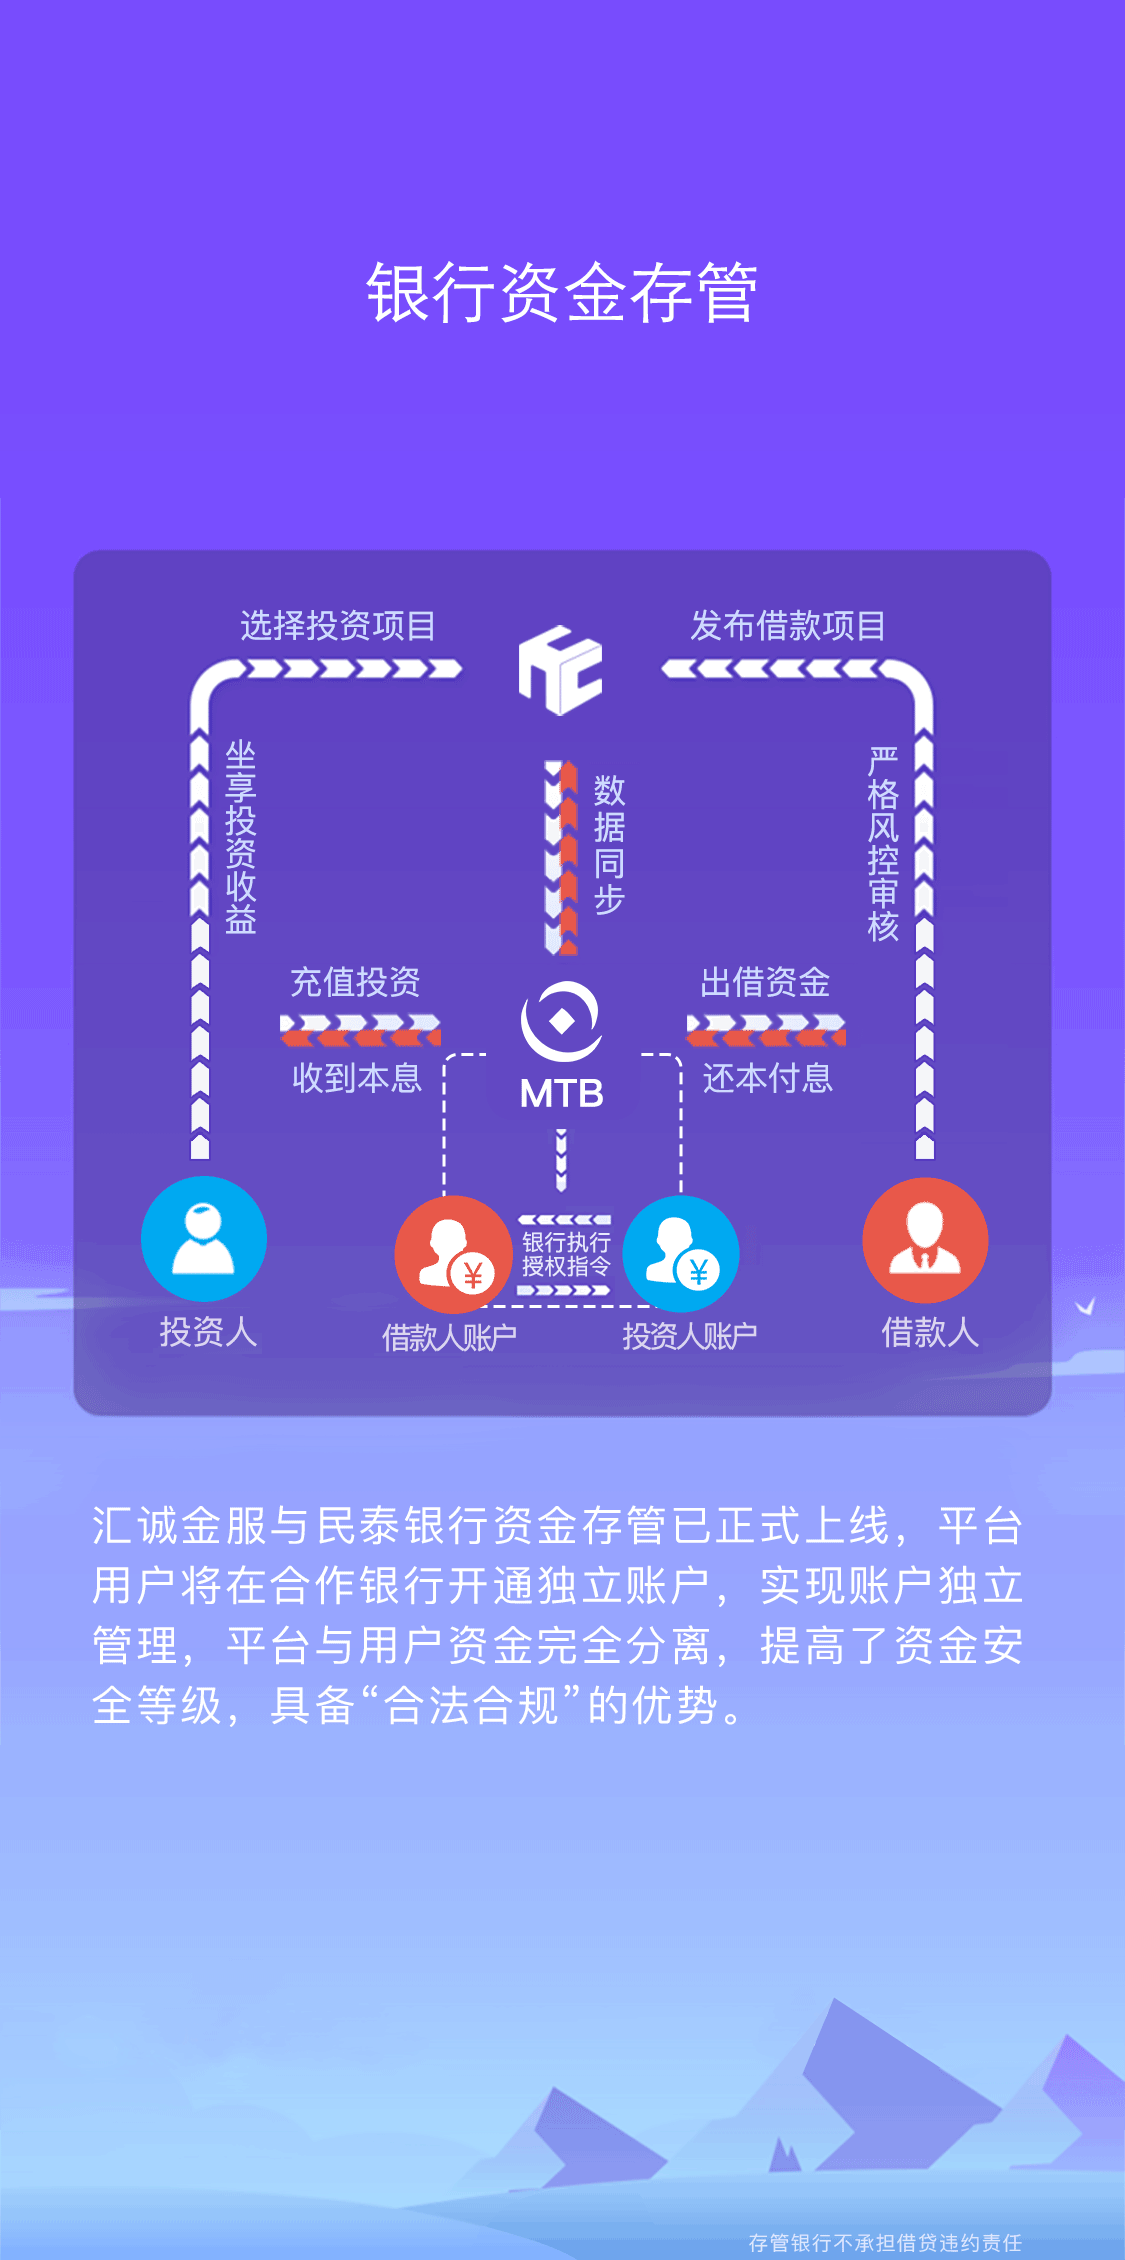 银行资金存管
选择投资项目
发布借款项目
坐享投资收益
数据同步
严格风控审核
充值投资
收到本息
出借资金
还本付息
MTB
¥
银行执行
授权指令
¥
投资人
借款人账户
投资人账户
借款人
汇诚金服与民泰银行资金存管已正式上线，平台
用户将在合作银行开通独立账户，实现账户独立
管理，平台与用户资金完全分离，提高了资金安
全等级，具备“合法合规”的优势。
存管银行不承担借贷违约责任